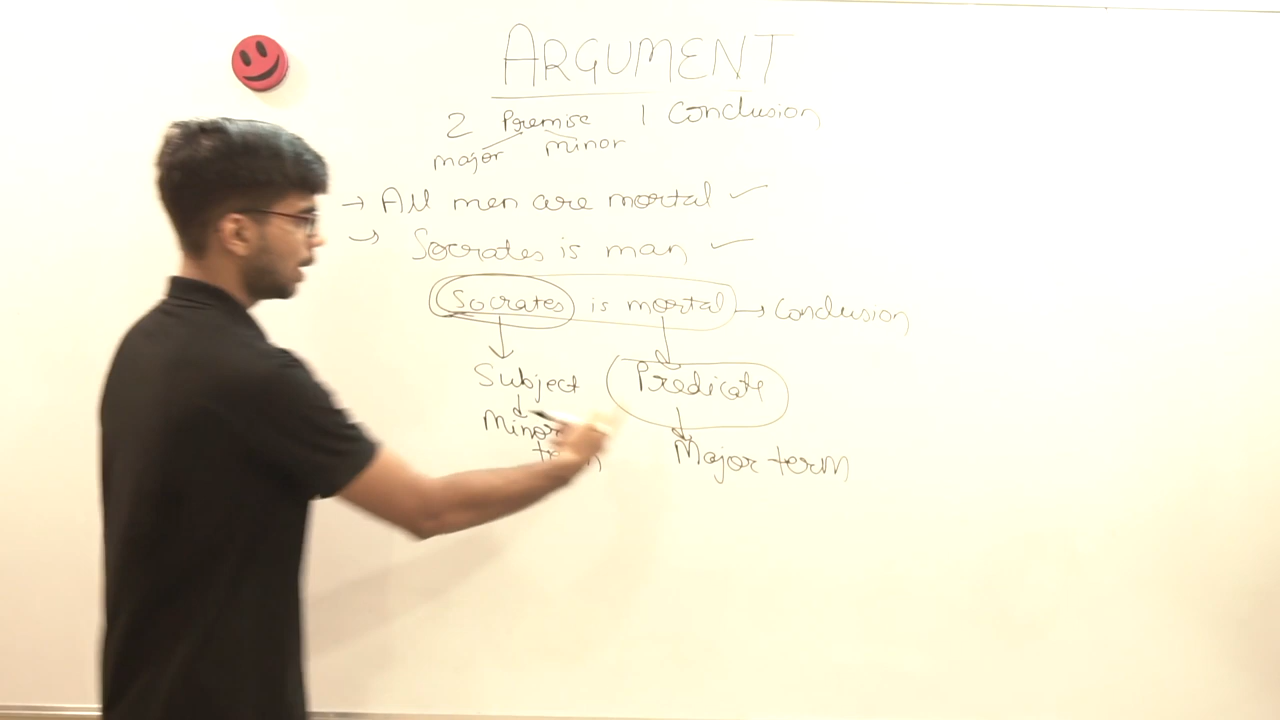 ARGUMENT
2 Premise 1 Conclusion
major minor
→ All men are mortal ✓
→ Socrates is man ✓
Socrates is mortal → Conclusion
Subject Predicate
Minor Major term